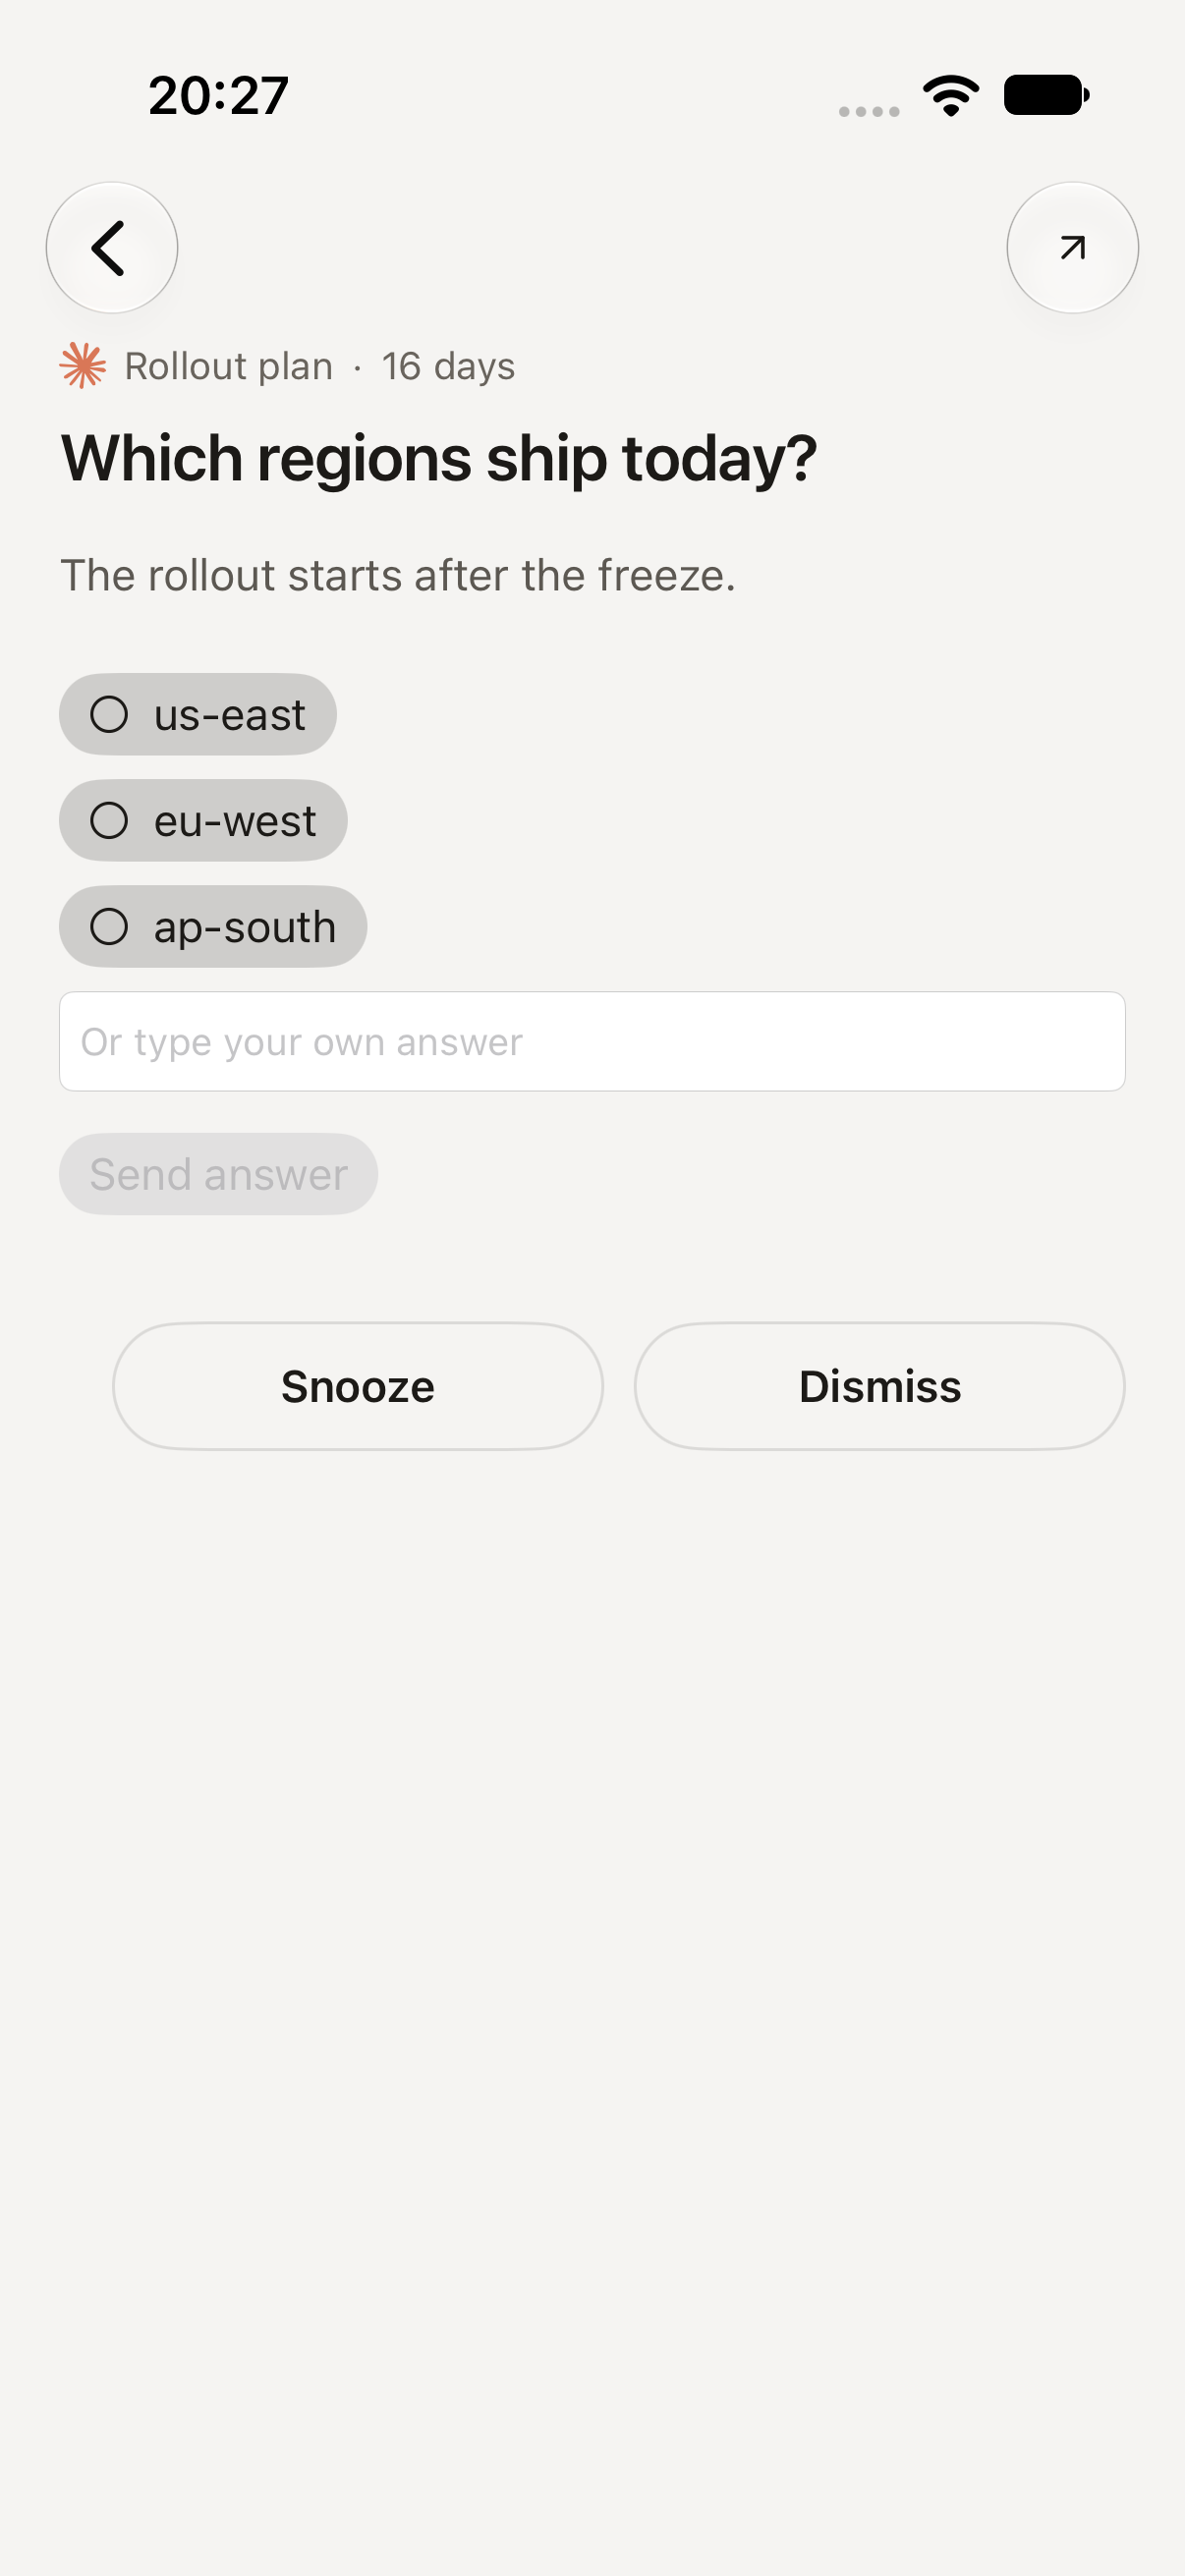 20:27
Rollout plan · 16 days
Which regions ship today?
The rollout starts after the freeze.
us-east
eu-west
ap-south
Or type your own answer
Send answer
Snooze
Dismiss